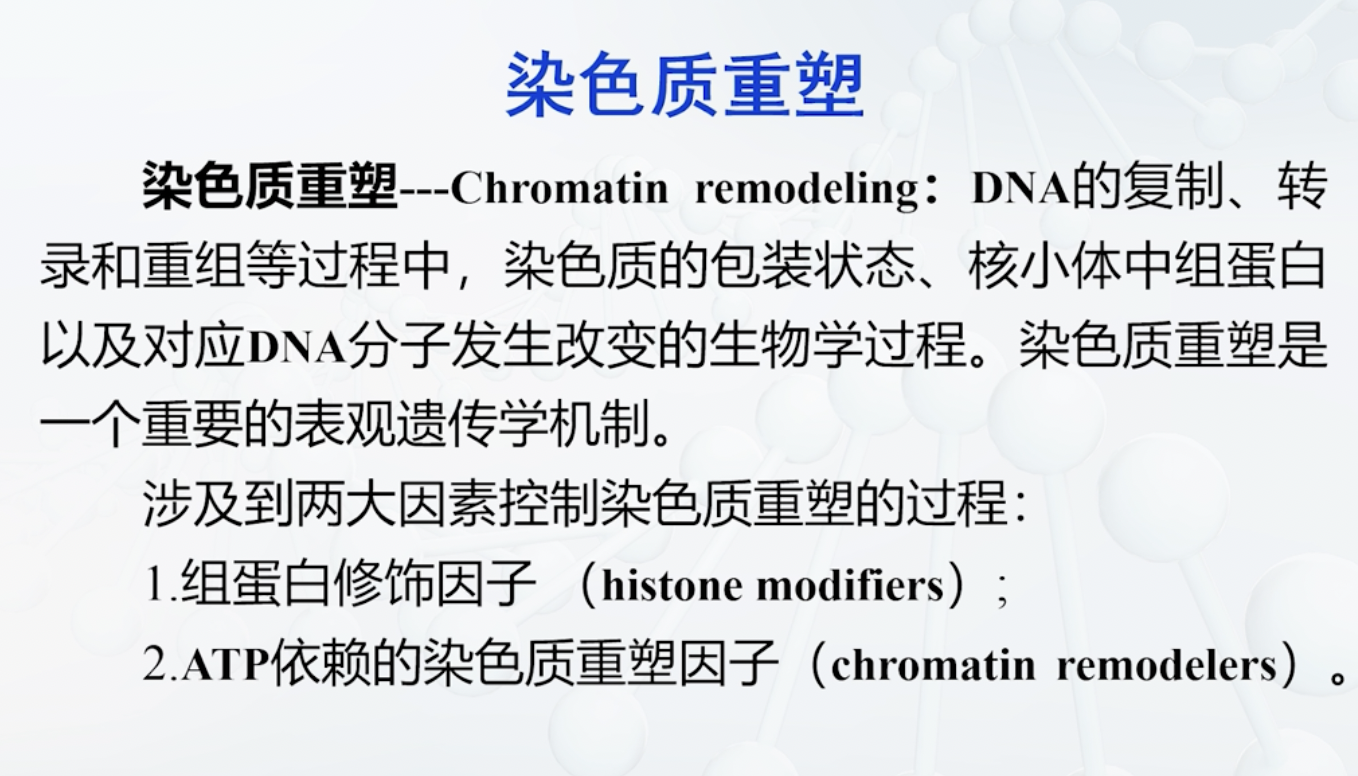 染色质重塑
染色质重塑---Chromatin remodeling：DNA的复制、转
录和重组等过程中，染色质的包装状态、核小体中组蛋白
以及对应DNA分子发生改变的生物学过程。染色质重塑是
一个重要的表观遗传学机制。
涉及到两大因素控制染色质重塑的过程：
1.组蛋白修饰因子 （histone modifiers）;
2.ATP依赖的染色质重塑因子（chromatin remodelers）。